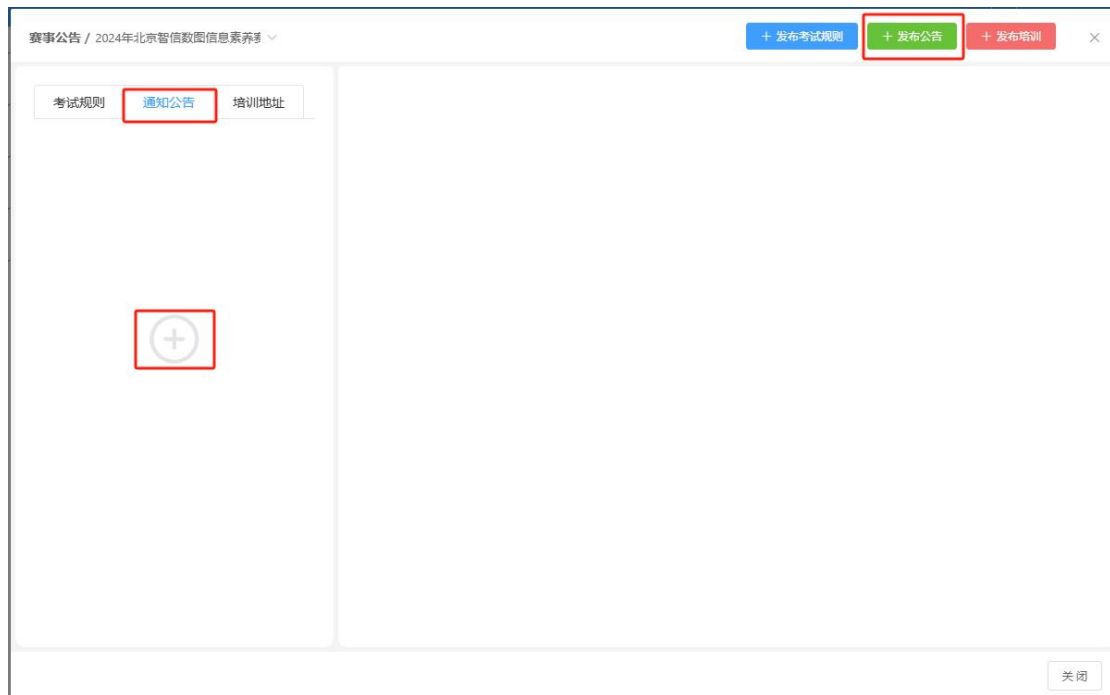 赛事公告 / 2024年北京智信数图信息素养
+ 发布考试规则
+ 发布公告
+ 发布培训
考试规则 通知公告 培训地址
关闭